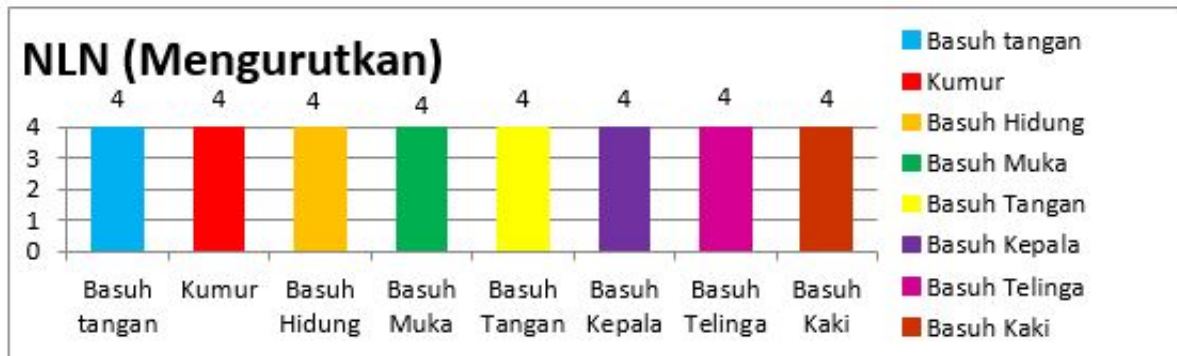 NLN (Mengurutkan)
4 4 4 4 4 4 4 4
4
3
2
1
0
Basuh tangan
Kumur
Basuh Hidung
Basuh Muka
Basuh Tangan
Basuh Kepala
Basuh Telinga
Basuh Kaki
Basuh tangan
Kumur
Basuh Hidung
Basuh Muka
Basuh Tangan
Basuh Kepala
Basuh Telinga
Basuh Kaki